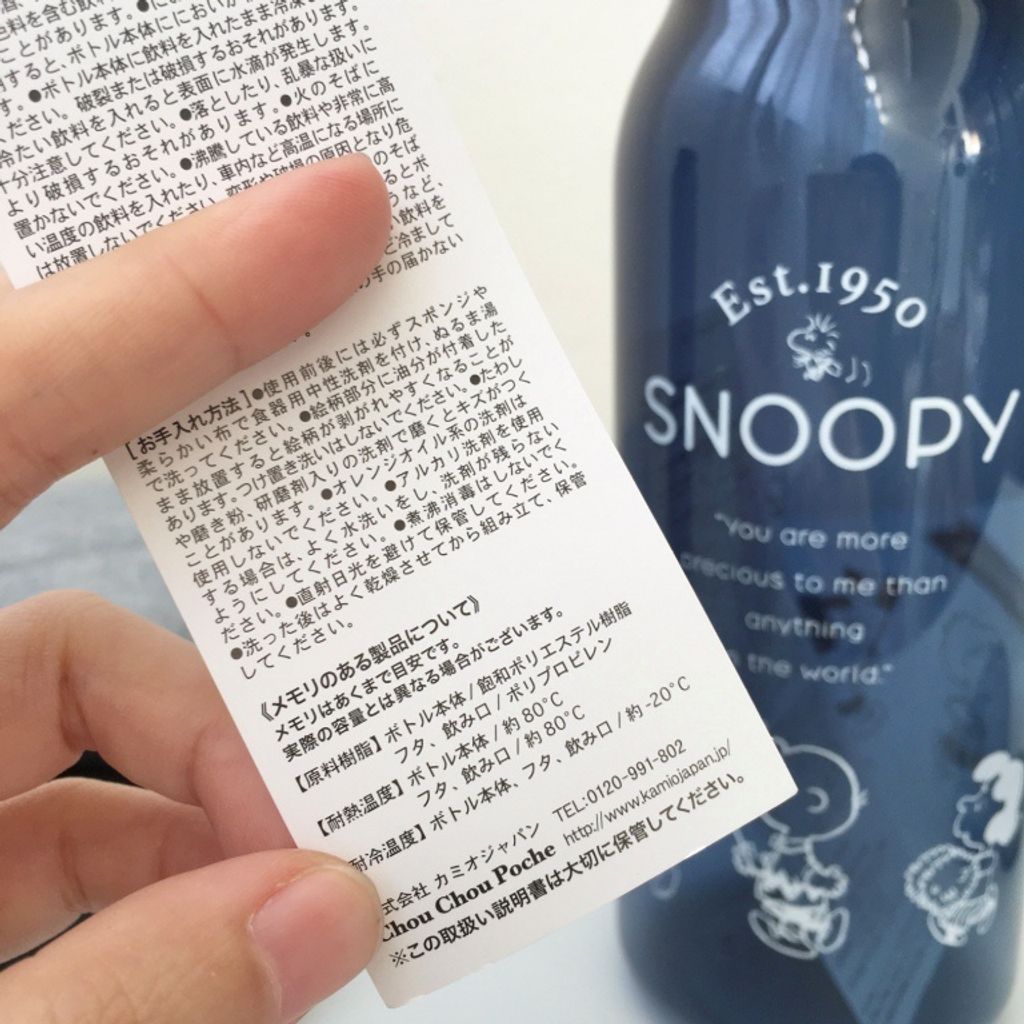 ことがあります。
すると、ボトル本体ににおいが
す。●ボトル本体に飲料を入れたまま冷凍
ださい。破裂または破損するおそれがあります。
冷たい飲料を入れると表面に水滴が発生します。
十分注意してください。●落としたり、乱暴な扱いに
より破損するおそれがあります。●火のそばに
置かないでください。●沸騰している飲料や非常に高
い温度の飲料を入れたり、車内など高温になる場所に
は放置しないでください。変形や破損の原因となり危
のそば
るとボ
うなど、
飲料を
と冷まして
の手の届かない
【お手入れ方法】●使用前後には必ずスポンジや
柔らかい布で食器用中性洗剤を付け、ぬるま湯
で洗ってください。●絵柄部分に油分が付着した
まま放置すると絵柄が剥がれやすくなることが
あります。つけ置き洗いはしないでください。●たわし
や磨き粉、研磨剤入りの洗剤で磨くとキズがつく
ことがあります。●オレンジオイル系の洗剤は
使用しないでください。●アルカリ洗剤を使用
する場合は、よく水洗いをし、洗剤が残らない
ようにしてください。●煮沸消毒はしないでく
ださい。●直射日光を避けて保管してください。
●洗った後はよく乾燥させてから組み立て、保管
してください。
《メモリのある製品について》
メモリはあくまで目安です。
実際の容量とは異なる場合がございます。
【原料樹脂】ボトル本体/飽和ポリエステル樹脂
フタ、飲み口/ポリプロピレン
【耐熱温度】ボトル本体/約80℃
フタ、飲み口/約80℃
耐冷温度】ボトル本体、フタ、飲み口/約-20℃
式会社 カミオジャパン TEL:0120-991-802
Chou Chou Poche http://www.kamiojapan.jp/
※この取扱い説明書は大切に保管してください。
Est.1950
SNOOPY
"you are more
precious to me than
anything
the world."